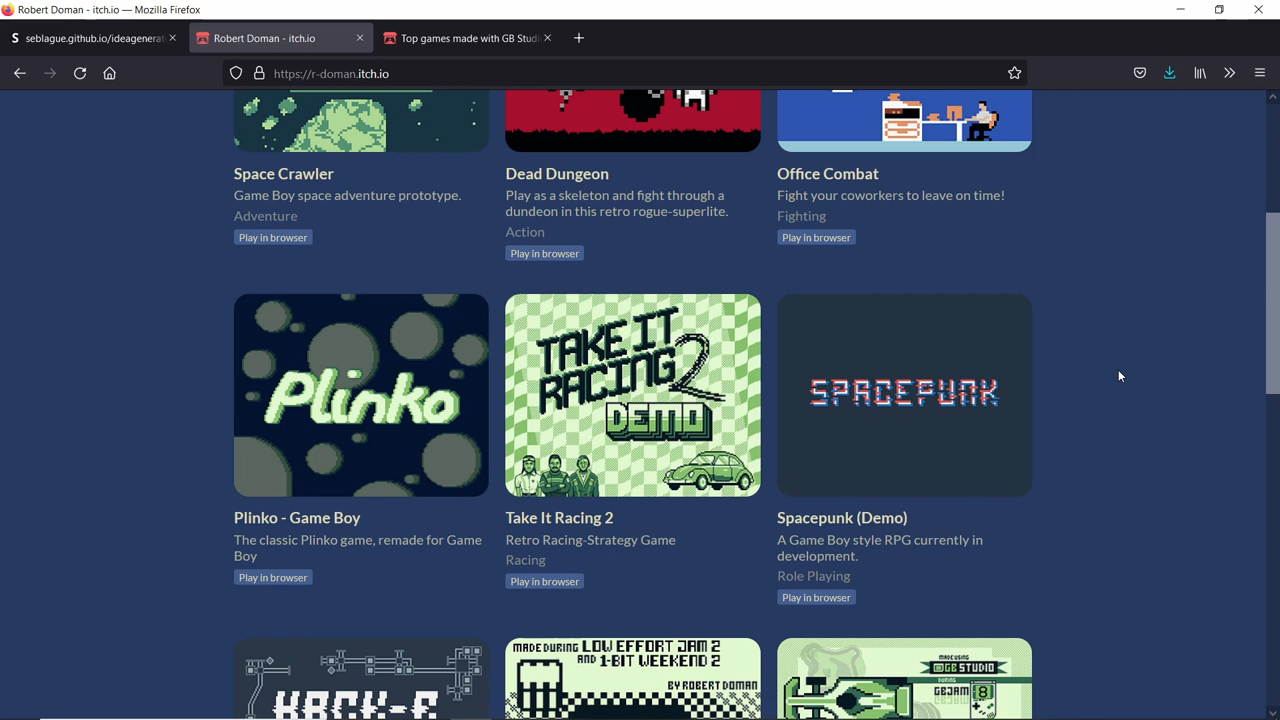 Robert Doman - itch.io — Mozilla Firefox
seblague.github.io/ideagenerat
Robert Doman - itch.io
Top games made with GB Studi
https://r-doman.itch.io
Space Crawler
Game Boy space adventure prototype.
Adventure
Play in browser
Dead Dungeon
Play as a skeleton and fight through a
dundeon in this retro rogue-superlite.
Action
Play in browser
Office Combat
Fight your coworkers to leave on time!
Fighting
Play in browser
Plinko
Plinko - Game Boy
The classic Plinko game, remade for Game
Boy
Play in browser
TAKE IT
RACING 2
DEMO
Take It Racing 2
Retro Racing-Strategy Game
Racing
Play in browser
SPACEPUNK
Spacepunk (Demo)
A Game Boy style RPG currently in
development.
Role Playing
Play in browser
MADE DURING LOW EFFORT JAM 2
AND 1-BIT WEEKEND 2
BY ROBERT DOMAN
MADE USING
GB STUDIO
DURING
GBJAM 8